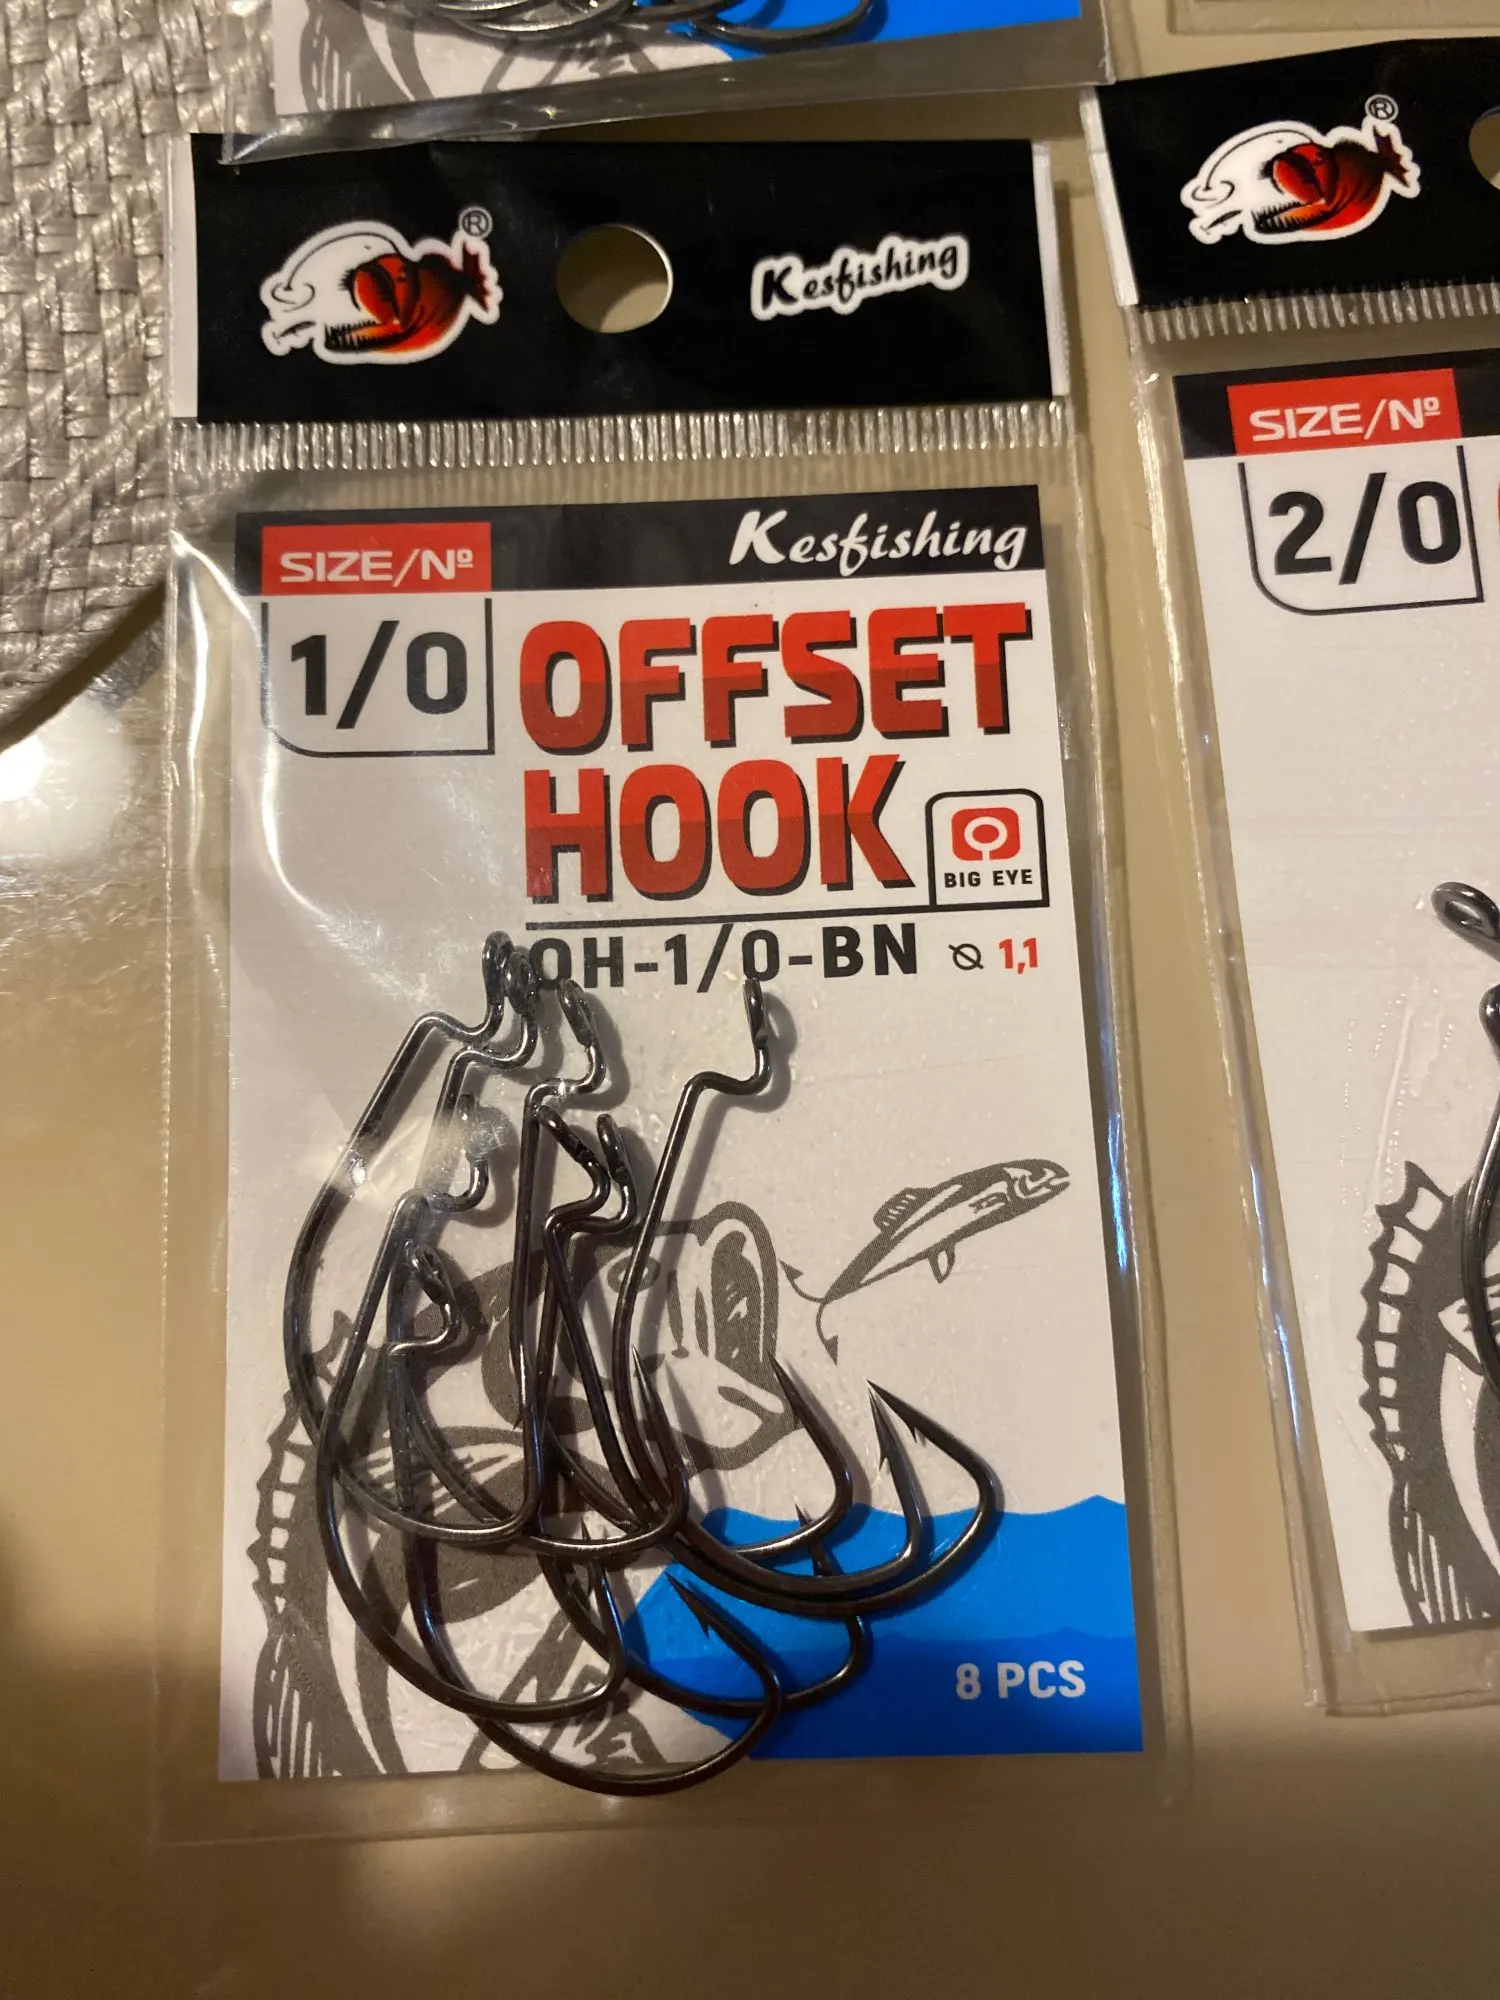 ®
Kesfishing
SIZE/Nº
Kesfishing
1/0
OFFSET
HOOK
BIG EYE
OH-1/0-BN ⌀ 1,1
8 PCS
®
SIZE/Nº
2/0